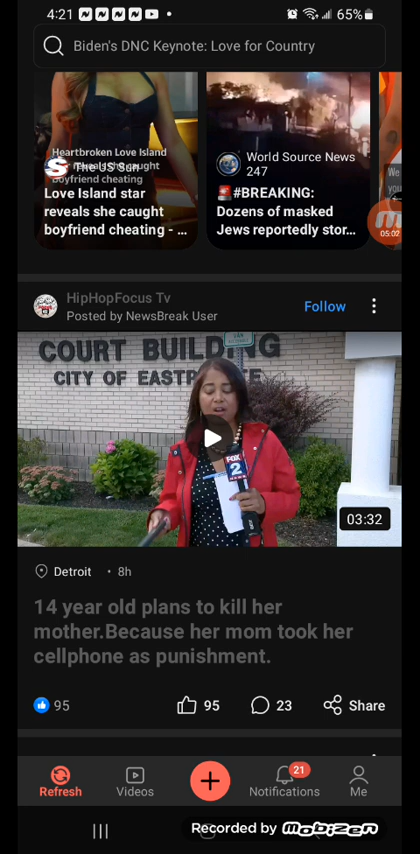 4:21
65%
Biden's DNC Keynote: Love for Country
Heartbroken Love Island
boyfriend cheating
The US Sun
Love Island star
reveals she caught
boyfriend cheating - ...
World Source News
247
🚨#BREAKING:
Dozens of masked
Jews reportedly stor...
We
you
05:02
HipHopFocus Tv
Posted by NewsBreak User
Follow
COURT BUILDING
CITY OF EASTPOINTE
FOX
2
03:32
Detroit • 8h
14 year old plans to kill her
mother.Because her mom took her
cellphone as punishment.
95
95
23
Share
21
Refresh
Videos
Notifications
Me
Recorded by mobizen